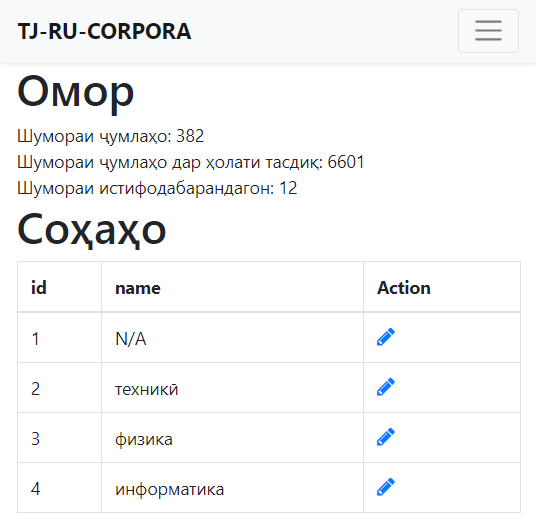 TJ-RU-CORPORA
Омор
Шумораи ҷумлаҳо: 382
Шумораи ҷумлаҳо дар ҳолати тасдиқ: 6601
Шумораи истифодабарандагон: 12
Соҳаҳо
id name Action
1 N/A
2 техникӣ
3 физика
4 информатика